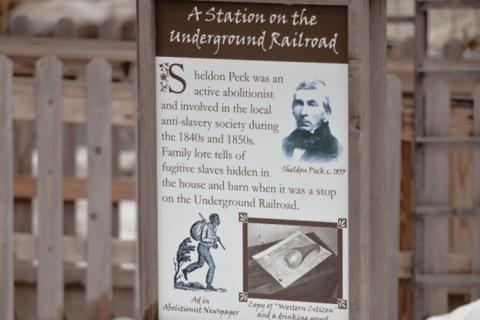 A Station on the
Underground Railroad
Sheldon Peck was an
active abolitionist
and involved in the local
anti-slavery society during
the 1840s and 1850s.
Family lore tells of
fugitive slaves hidden in
the house and barn when it was a stop
on the Underground Railroad.
Sheldon Peck c. 1855
Ad in
Abolitionist Newspaper
Copy of "Western Citizen"
and a drinking gourd